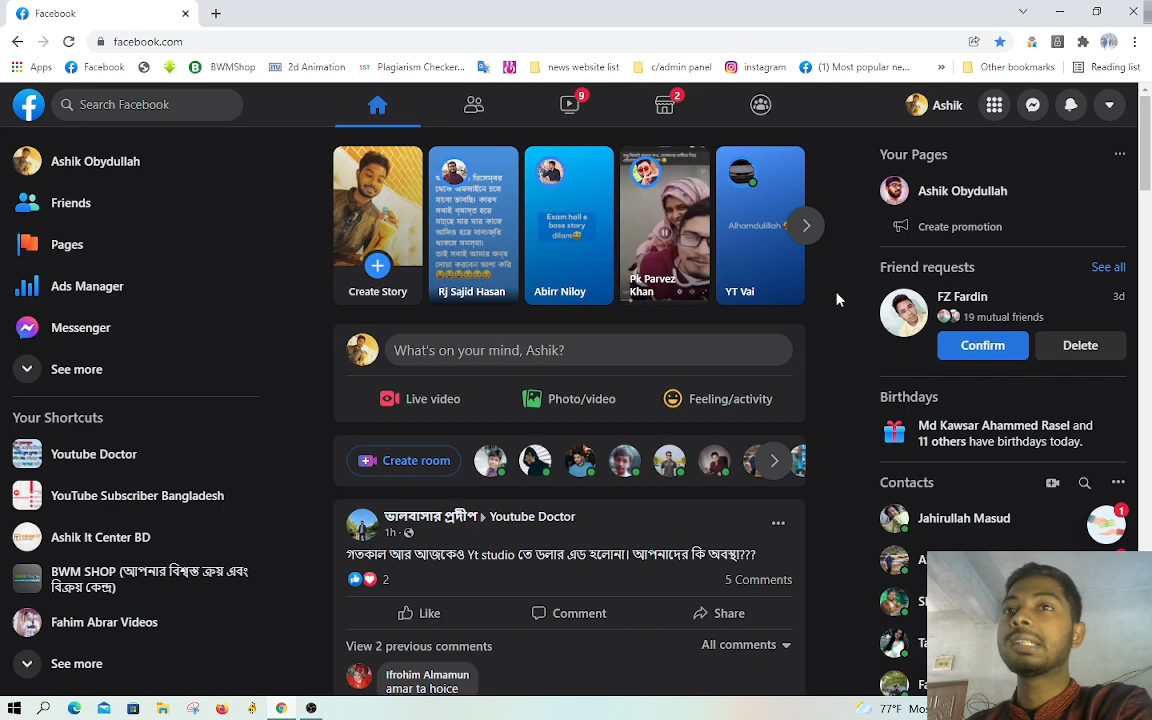 Facebook
facebook.com
Apps
Facebook
BWMShop
2d Animation
SST
Plagiarism Checker...
news website list
c/admin panel
instagram
(1) Most popular ne...
»
Other bookmarks
Reading list
Search Facebook
9
2
Ashik
Ashik Obydullah
Friends
Pages
Ads Manager
Messenger
See more
Your Shortcuts
Youtube Doctor
YouTube Subscriber Bangladesh
Ashik It Center BD
BWM SHOP (আপনার বিশ্বস্ত ক্রয় এবং
বিক্রয় কেন্দ্র)
Fahim Abrar Videos
See more
Create Story
Rj Sajid Hasan
Exam hall e
bose story
dilam
Abirr Niloy
Pk Parvez
Khan
Alhamdulillah
YT Vai
What's on your mind, Ashik?
Live video
Photo/video
Feeling/activity
Create room
ভালবাসার প্রদীপ
Youtube Doctor
1h ·
গতকাল আর আজকেও Yt studio তে ডলার এড হলোনা। আপনাদের কি অবস্থা???
2
5 Comments
Like
Comment
Share
View 2 previous comments
All comments
Ifrohim Almamun
amar ta hoice
Your Pages
Ashik Obydullah
Create promotion
Friend requests
See all
FZ Fardin
3d
19 mutual friends
Confirm
Delete
Birthdays
Md Kawsar Ahammed Rasel and
11 others have birthdays today.
Contacts
Jahirullah Masud
1
77°F